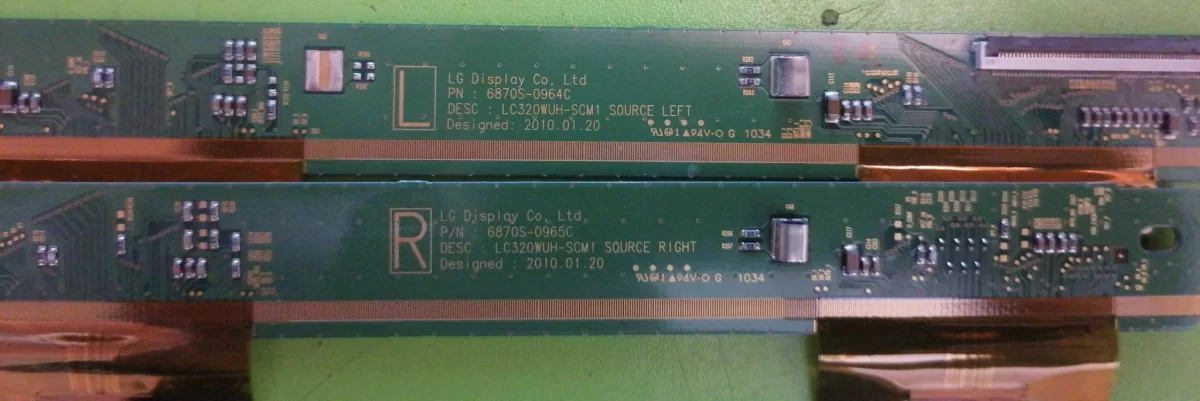 L
LG Display Co, Ltd
PN : 6870S-0964C
DESC : LC320WUH-SCM1 SOURCE LEFT
Designed: 2010.01.20
94V-0 G 1034
R
LG Display Co, Ltd
P/N : 6870S-0965C
DESC : LC320WUH-SCM1 SOURCE RIGHT
Designed : 2010.01.20
94V-0 G 1034